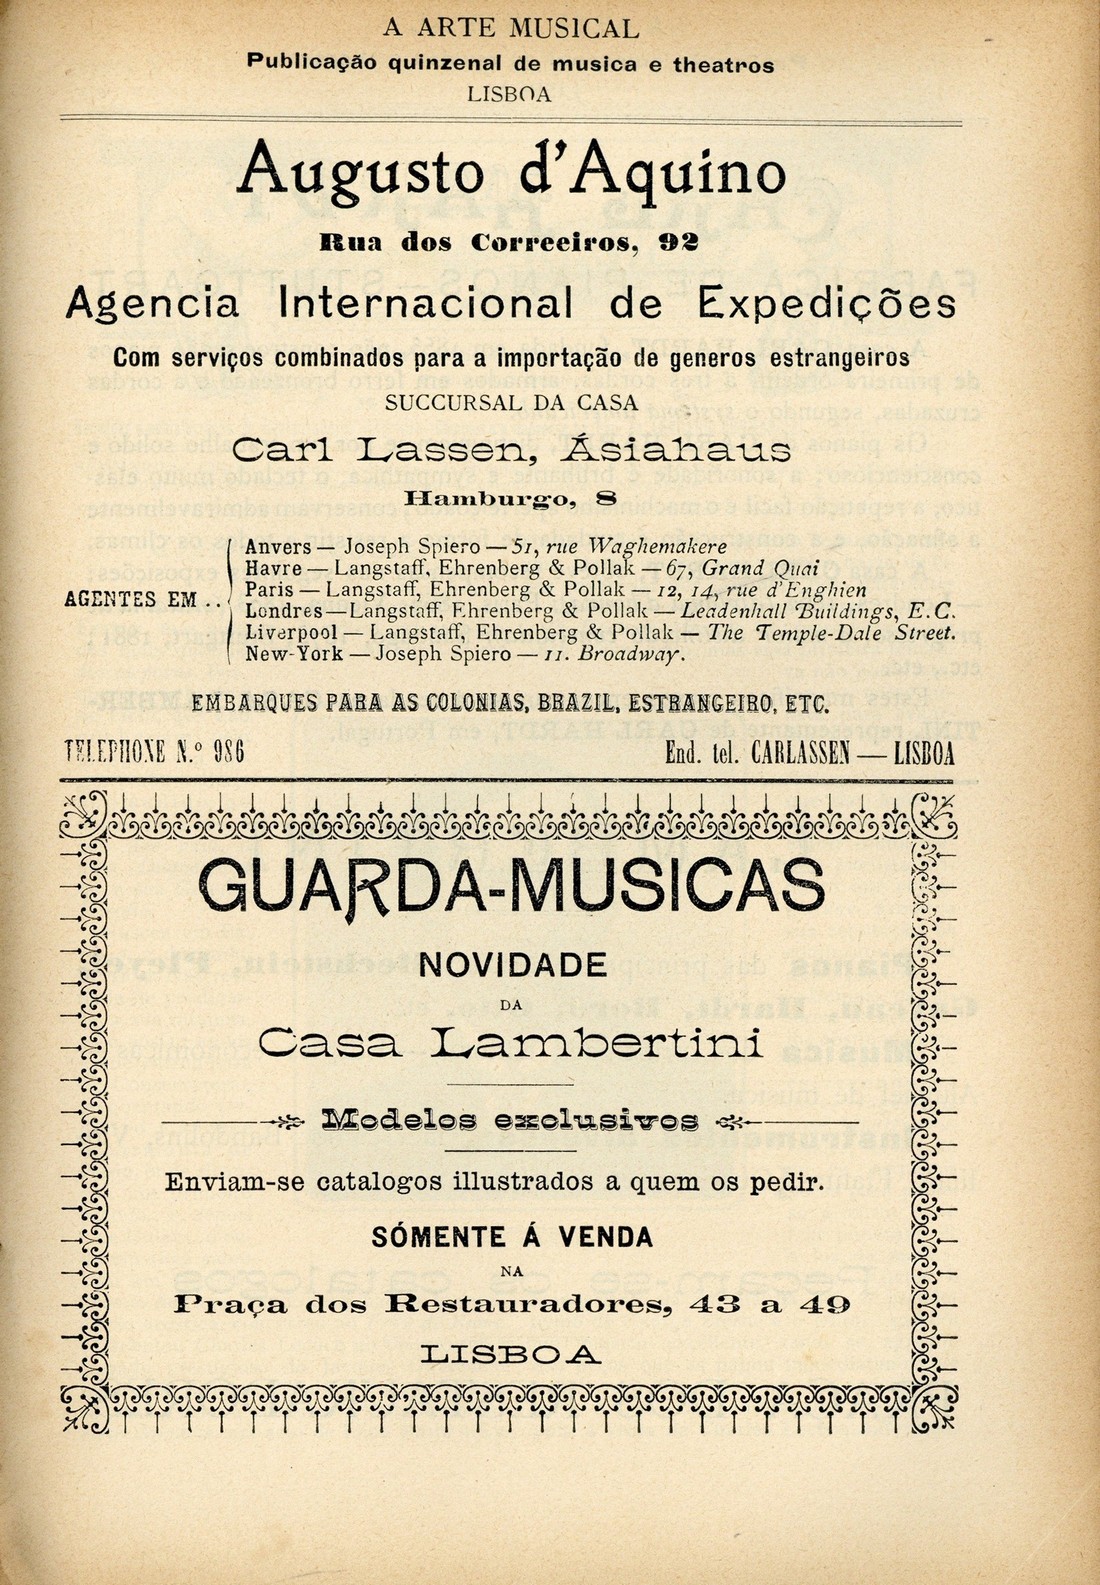 A ARTE MUSICAL
Publicação quinzenal de musica e theatros
LISBOA
Augusto d'Aquino
Rua dos Correeiros, 92
Agencia Internacional de Expedições
Com serviços combinados para a importação de generos estrangeiros
SUCCURSAL DA CASA
Carl Lassen, Ásiahaus
Hamburgo, 8
AGENTES EM ..
Anvers — Joseph Spiero — 51, rue Waghemakere
Havre — Langstaff, Ehrenberg & Pollak — 67, Grand Quai
Paris — Langstaff, Ehrenberg & Pollak — 12, 14, rue d'Enghien
Londres — Langstaff, Ehrenberg & Pollak — Leadenhall Buildings, E.C.
Liverpool — Langstaff, Ehrenberg & Pollak — The Temple-Dale Street.
New-York — Joseph Spiero — 11. Broadway.
EMBARQUES PARA AS COLONIAS, BRAZIL, ESTRANGEIRO, ETC.
TELEPHONE N.º 986 End. tel. CARLASSEN — LISBOA
GUARDA-MUSICAS
NOVIDADE
DA
Casa Lambertini
Modelos exclusivos
Enviam-se catalogos illustrados a quem os pedir.
SÓMENTE Á VENDA
NA
Praça dos Restauradores, 43 a 49
LISBOA